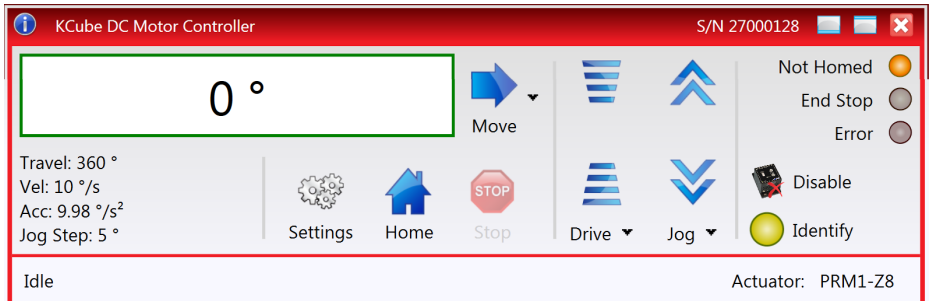 KCube DC Motor Controller S/N 27000128
0 °
Move
Not Homed
End Stop
Error
Travel: 360 °
Vel: 10 °/s
Acc: 9.98 °/s²
Jog Step: 5 °
Settings
Home
STOP
Stop
Drive
Jog
Disable
Identify
Idle
Actuator: PRM1-Z8